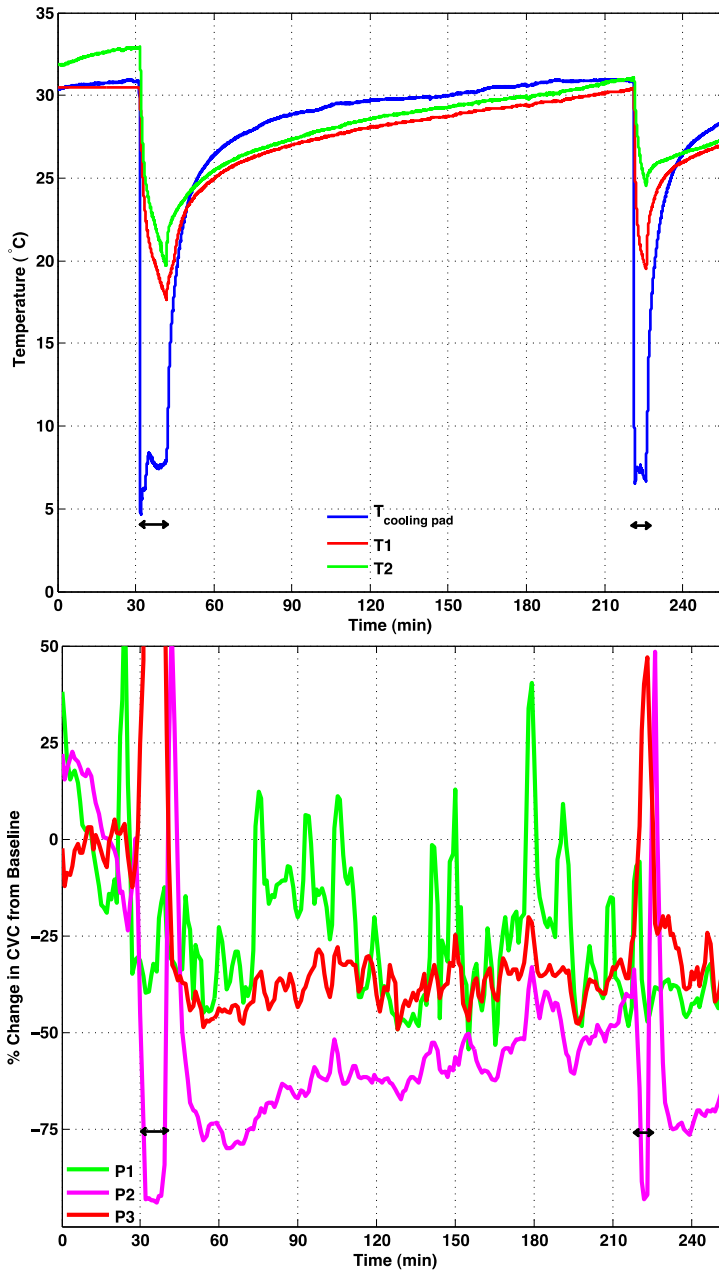 35
30
25
20
15
10
5
0
Temperature (°C)
T cooling pad
T1
T2
0 30 60 90 120 150 180 210 240
Time (min)
50
25
0
−25
−50
−75
% Change in CVC from Baseline
P1
P2
P3
0 30 60 90 120 150 180 210 240
Time (min)